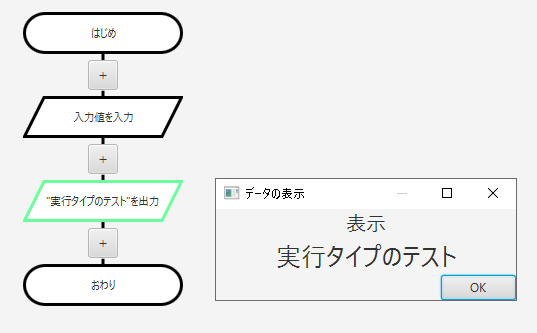 はじめ
+
入力値を入力
+
"実行タイプのテスト"を出力
+
おわり
データの表示
表示
実行タイプのテスト
OK